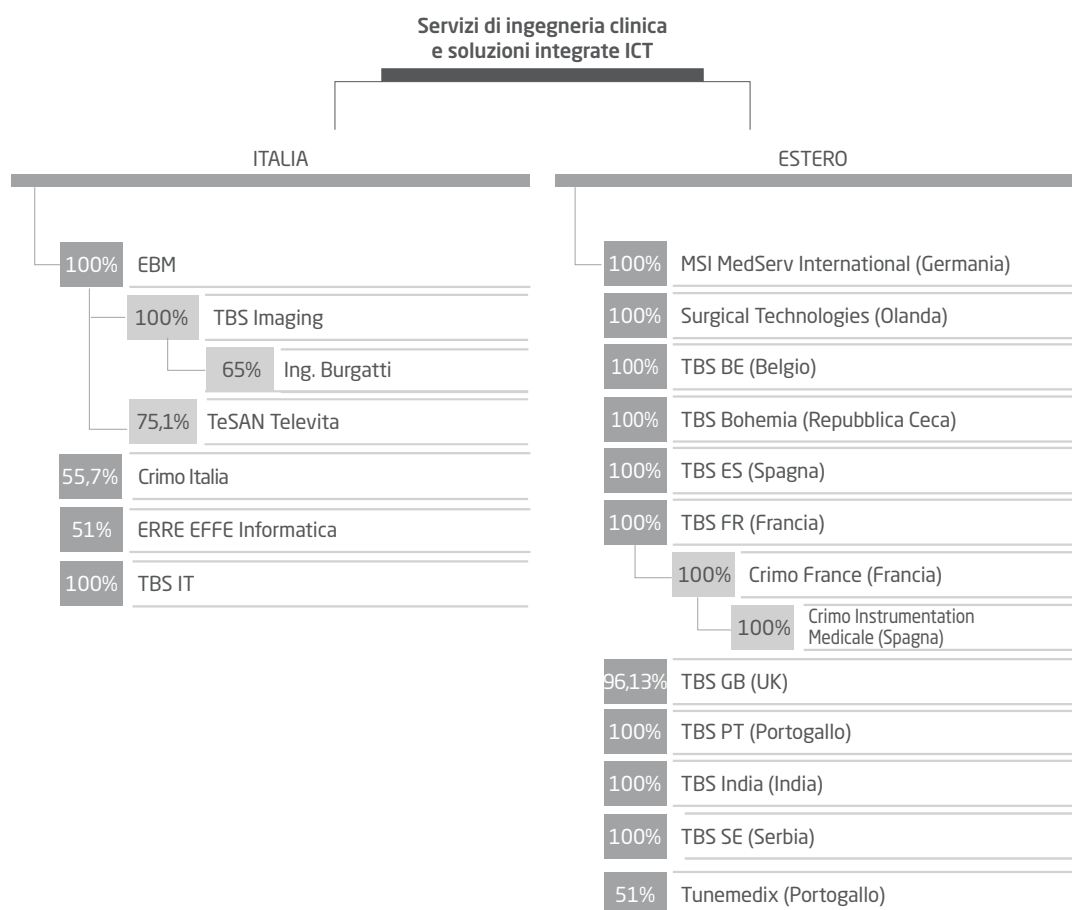 Servizi di ingegneria clinica
e soluzioni integrate ICT
ITALIA
100% EBM
100% TBS Imaging
65% Ing. Burgatti
75,1% TeSAN Televita
55,7% Crimo Italia
51% ERRE EFFE Informatica
100% TBS IT
ESTERO
100% MSI MedServ International (Germania)
100% Surgical Technologies (Olanda)
100% TBS BE (Belgio)
100% TBS Bohemia (Repubblica Ceca)
100% TBS ES (Spagna)
100% TBS FR (Francia)
100% Crimo France (Francia)
100% Crimo Instrumentation
Medicale (Spagna)
96,13% TBS GB (UK)
100% TBS PT (Portogallo)
100% TBS India (India)
100% TBS SE (Serbia)
51% Tunemedix (Portogallo)